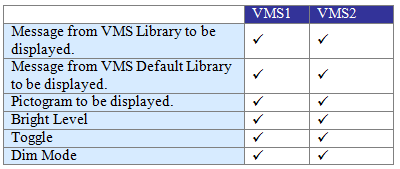 VMS1 VMS2
Message from VMS Library to be
displayed. ✓ ✓
Message from VMS Default Library
to be displayed. ✓ ✓
Pictogram to be displayed. ✓ ✓
Bright Level ✓ ✓
Toggle ✓ ✓
Dim Mode ✓ ✓